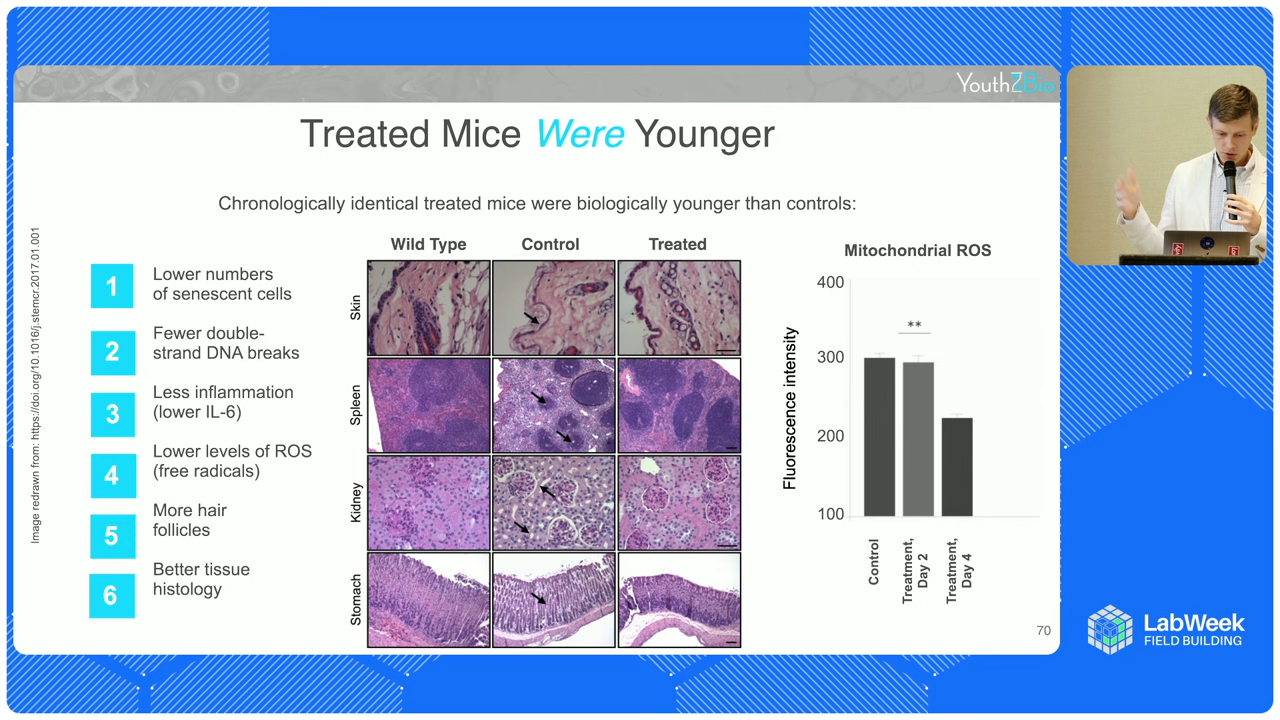 YouthZBio
Treated Mice Were Younger
Chronologically identical treated mice were biologically younger than controls:
Image redrawn from: https://doi.org/10.1016/j.stemcr.2017.01.001
1
Lower numbers
of senescent cells
2
Fewer double-
strand DNA breaks
3
Less inflammation
(lower IL-6)
4
Lower levels of ROS
(free radicals)
5
More hair
follicles
6
Better tissue
histology
Wild Type
Control
Treated
Skin
Spleen
Kidney
Stomach
Mitochondrial ROS
Fluorescence intensity
400
300
200
100
**
Control
Treatment,
Day 2
Treatment,
Day 4
70
LabWeek
FIELD BUILDING